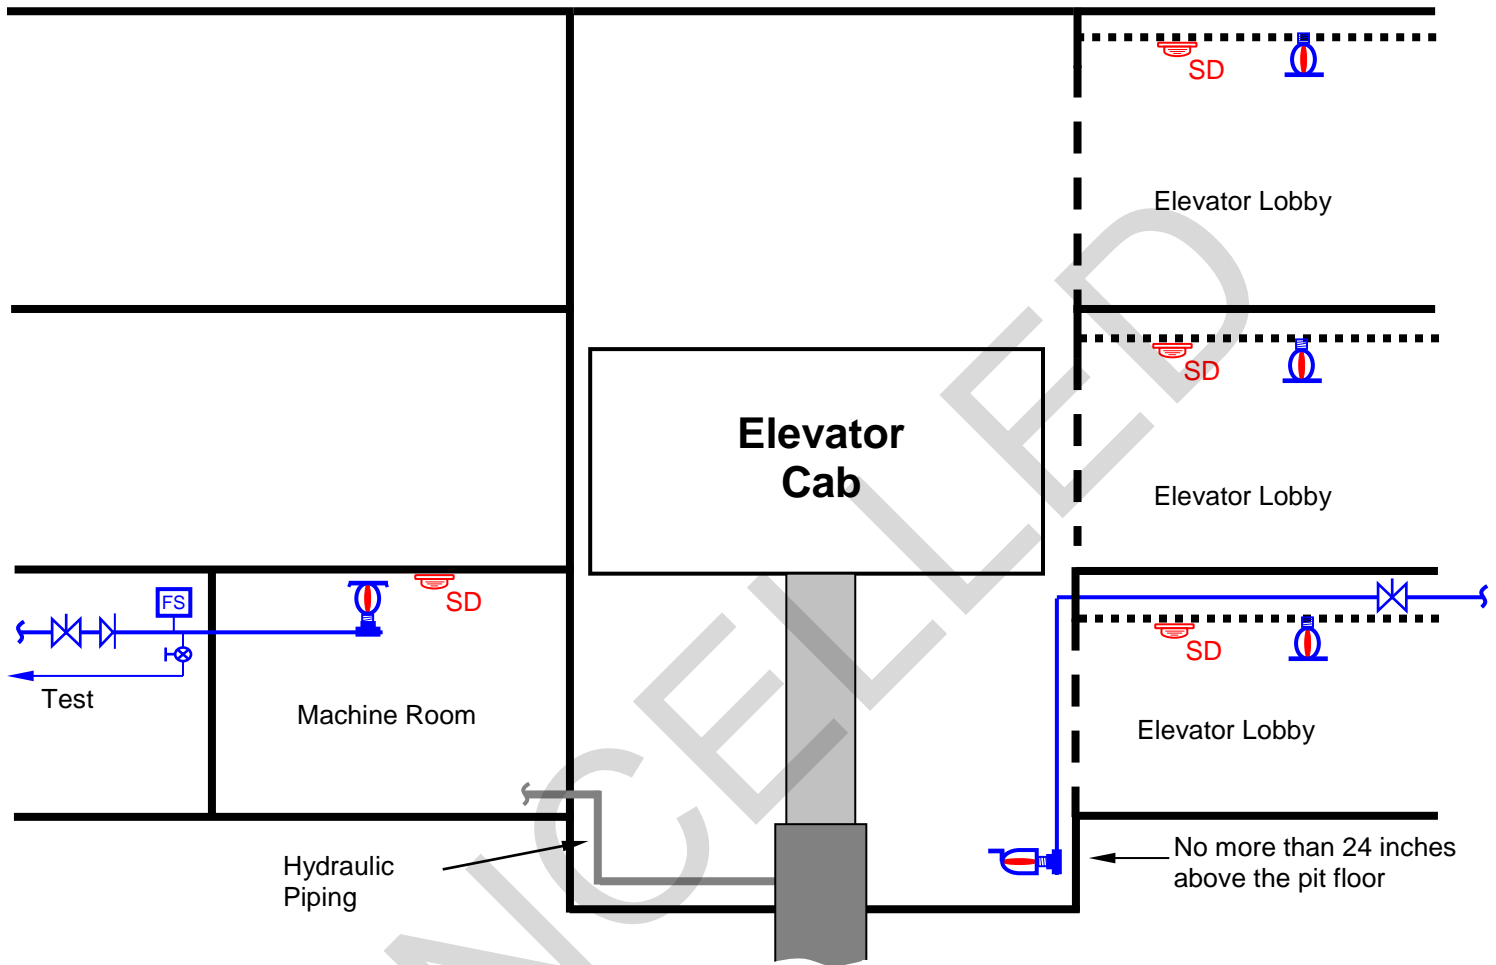 SD
Elevator Lobby
SD
Elevator
Cab
Elevator Lobby
FS
SD
SD
Test
Machine Room
Elevator Lobby
Hydraulic
Piping
No more than 24 inches
above the pit floor
NCELLED